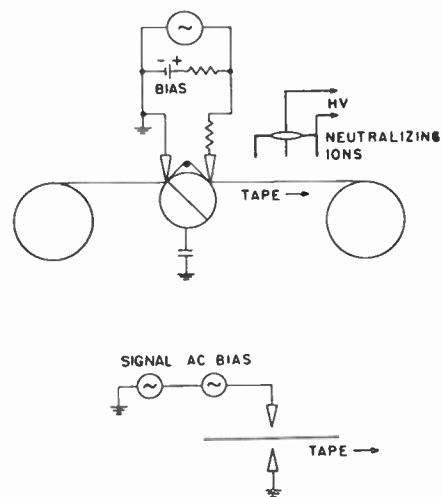 - +
BIAS
HV
NEUTRALIZING
IONS
TAPE
SIGNAL AC BIAS
TAPE